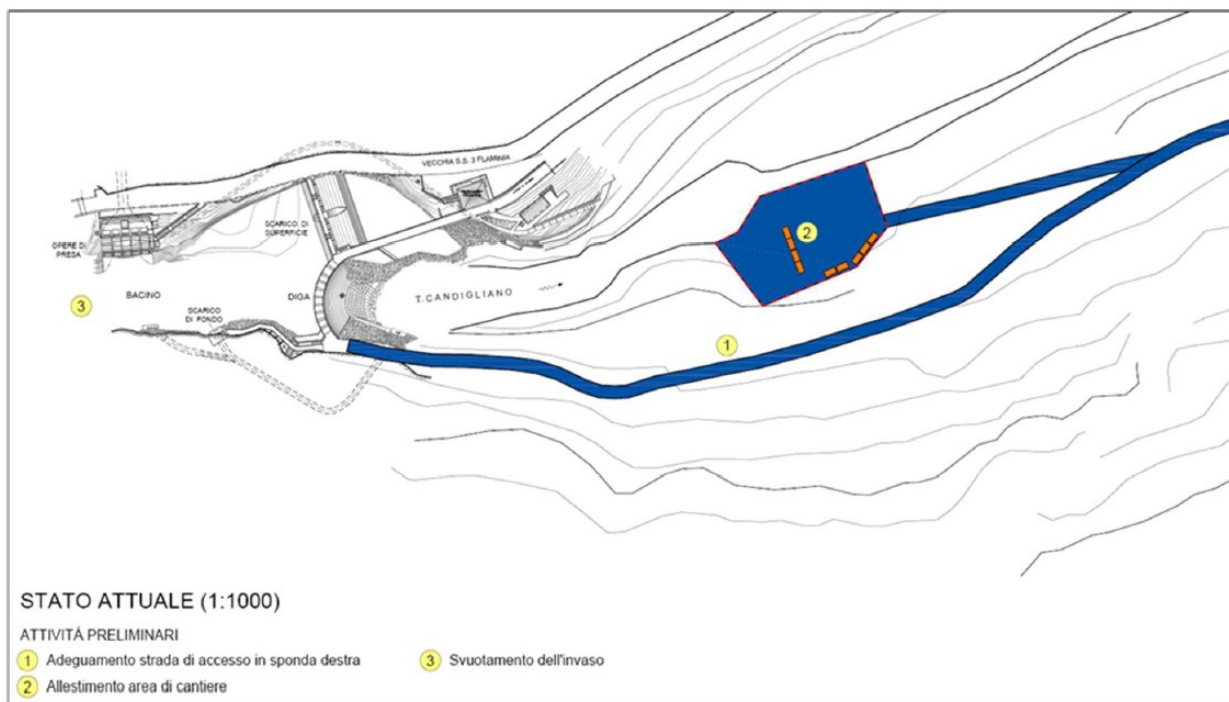 VECCHIA S.S. 3 FLAMINIA
SCARICO DI
SUPERFICIE
OPERE DI
PRESA
2
3
BACINO
DIGA
T. CANDIGLIANO
SCARICO
DI FONDO
1
STATO ATTUALE (1:1000)
ATTIVITÁ PRELIMINARI
1 Adeguamento strada di accesso in sponda destra
2 Allestimento area di cantiere
3 Svuotamento dell'invaso